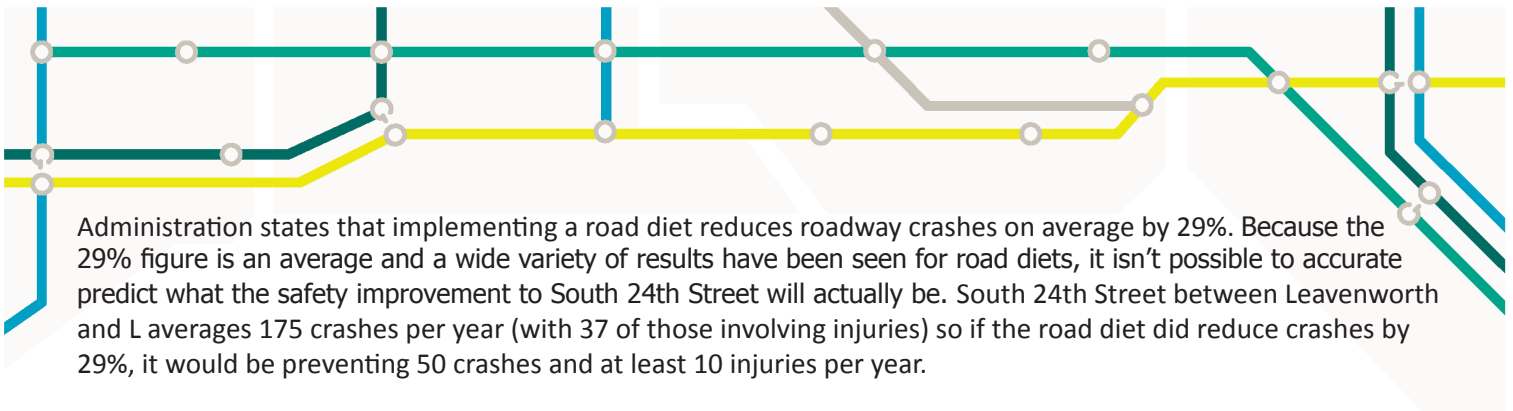 Administration states that implementing a road diet reduces roadway crashes on average by 29%. Because the
29% figure is an average and a wide variety of results have been seen for road diets, it isn’t possible to accurate
predict what the safety improvement to South 24th Street will actually be. South 24th Street between Leavenworth
and L averages 175 crashes per year (with 37 of those involving injuries) so if the road diet did reduce crashes by
29%, it would be preventing 50 crashes and at least 10 injuries per year.